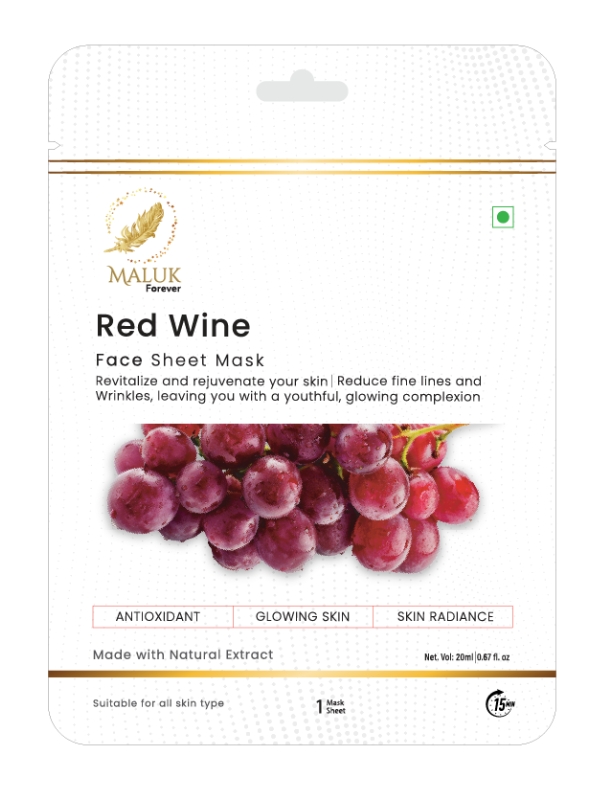 MALUK
Forever
Red Wine
Face Sheet Mask
Revitalize and rejuvenate your skin| Reduce fine lines and
Wrinkles, leaving you with a youthful, glowing complexion
ANTIOXIDANT
GLOWING SKIN
SKIN RADIANCE
Made with Natural Extract
Net. Vol: 20ml|0.67 fl. oz
Suitable for all skin type
1 Mask
Sheet
15 MIN